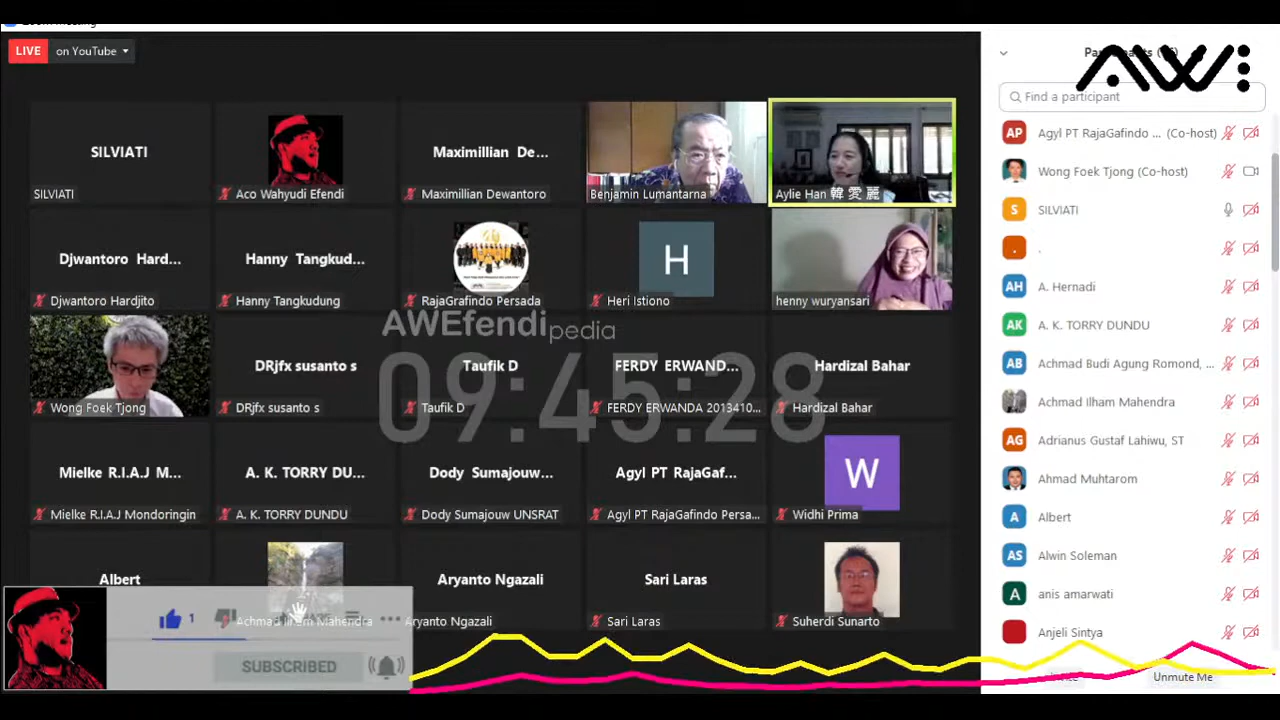 LIVE on YouTube
SILVIATI
SILVIATI
Aco Wahyudi Efendi
Maximillian De...
Maximillian Dewantoro
Benjamin Lumantarna
Aylie Han 韓 愛 麗
Djwantoro Hard...
Djwantoro Hardjito
Hanny Tangkud...
Hanny Tangkudung
RajaGrafindo Persada
H
Heri Istiono
henny wuryansari
Wong Foek Tjong
DRjfx susanto s
DRjfx susanto s
Taufik D
Taufik D
FERDY ERWAND...
FERDY ERWANDA 2013410...
Hardizal Bahar
Hardizal Bahar
AWEfendipedia
09:45:28
Mielke R.I.A.J M...
Mielke R.I.A.J Mondoringin
A. K. TORRY DU...
A. K. TORRY DUNDU
Dody Sumajouw...
Dody Sumajouw UNSRAT
Agyl PT RajaGaf...
Agyl PT RajaGafindo Persa...
W
Widhi Prima
Albert
Achmad Ilham Mahendra
Aryanto Ngazali
Aryanto Ngazali
Sari Laras
Sari Laras
Suherdi Sunarto
1
SUBSCRIBED
AWI
Find a participant
AP Agyl PT RajaGafindo ... (Co-host)
Wong Foek Tjong (Co-host)
S SILVIATI
. .
AH A. Hernadi
AK A. K. TORRY DUNDU
AB Achmad Budi Agung Romond, ...
Achmad Ilham Mahendra
AG Adrianus Gustaf Lahiwu, ST
Ahmad Muhtarom
A Albert
AS Alwin Soleman
A anis amarwati
Anjeli Sintya
Unmute Me